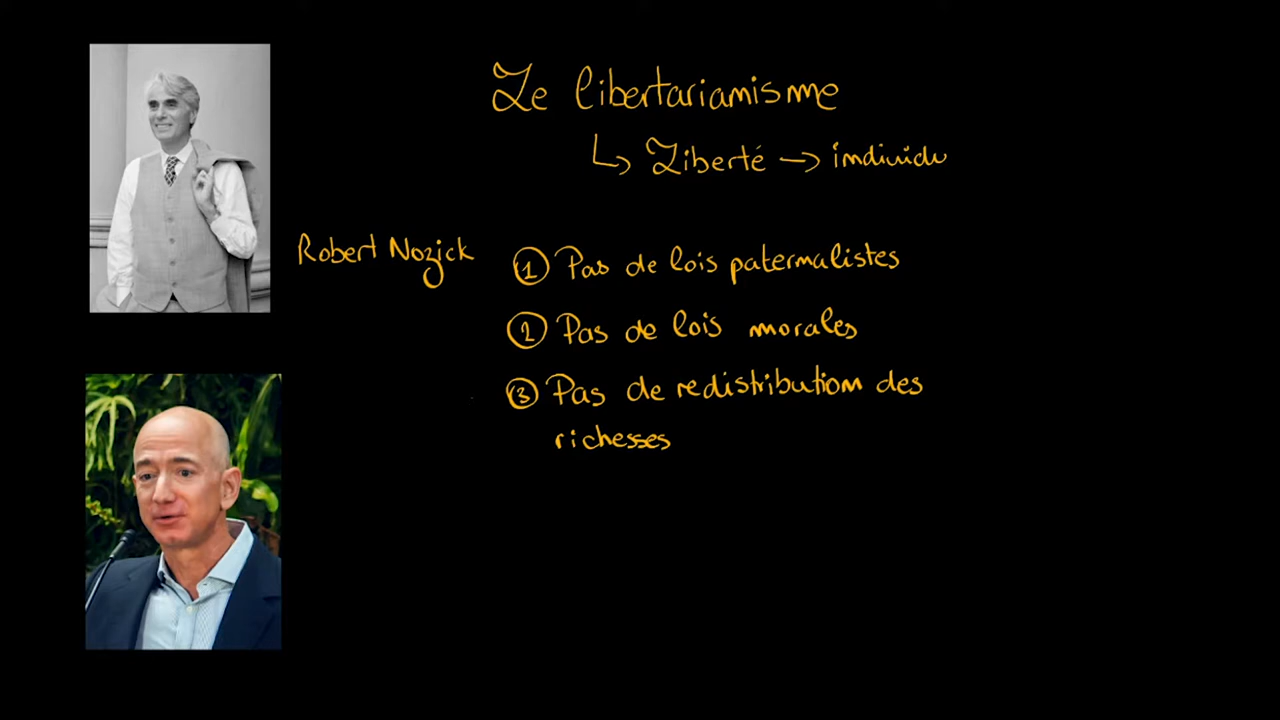 Le libertarianisme
↳ Liberté → individu
Robert Nozick
① Pas de lois paternalistes
② Pas de lois morales
③ Pas de redistribution des
richesses